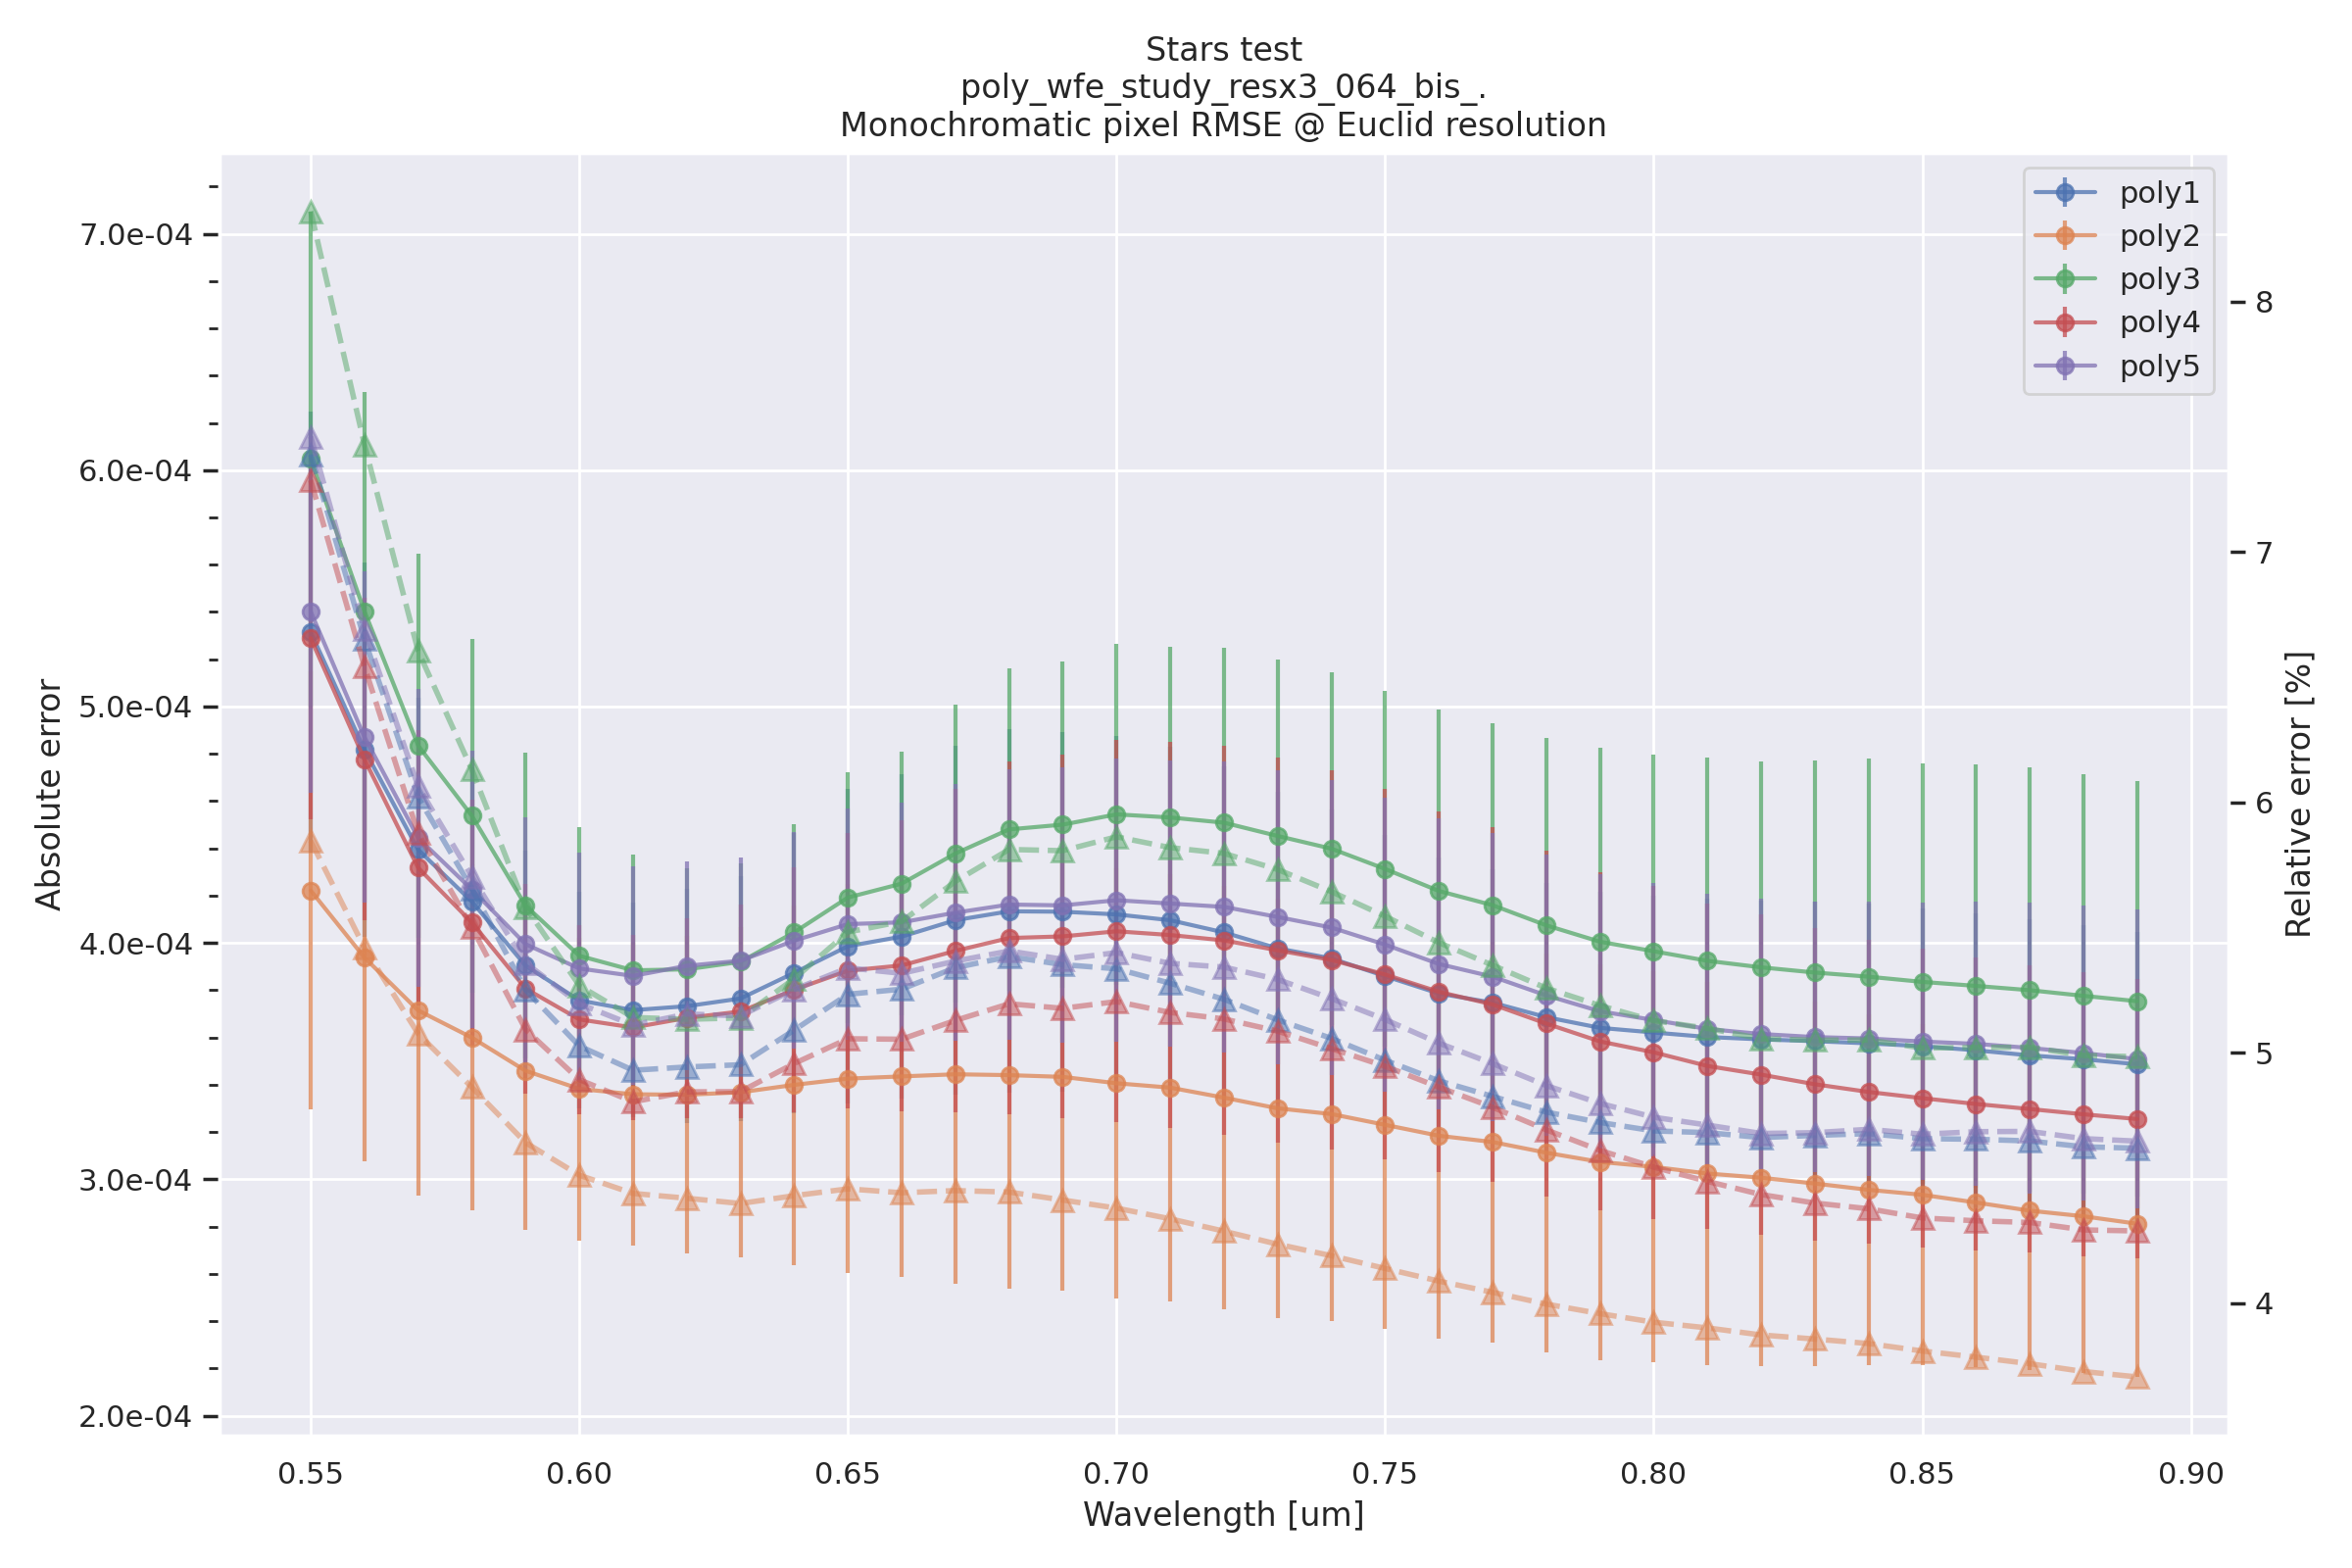 Stars test
poly_wfe_study_resx3_064_bis_.
Monochromatic pixel RMSE @ Euclid resolution
poly1
poly2
poly3
poly4
poly5
Absolute error
7.0e-04
6.0e-04
5.0e-04
4.0e-04
3.0e-04
2.0e-04
Relative error [%]
8
7
6
5
4
0.55 0.60 0.65 0.70 0.75 0.80 0.85 0.90
Wavelength [um]